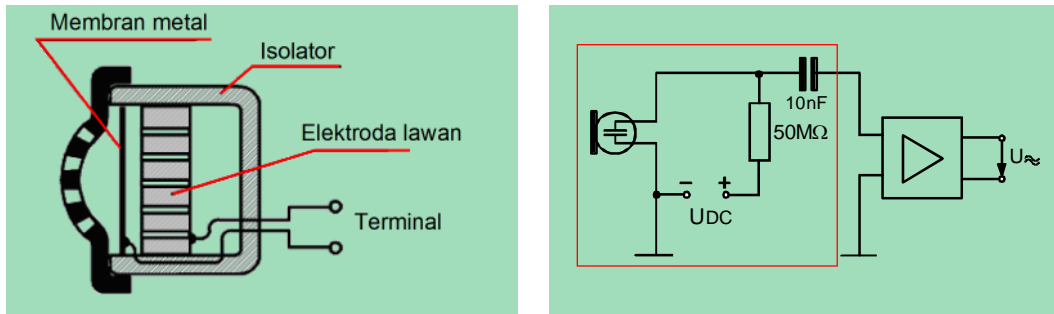 Membran metal
Isolator
Elektroda lawan
Terminal
10nF
50MΩ
− +
UDC
U≈